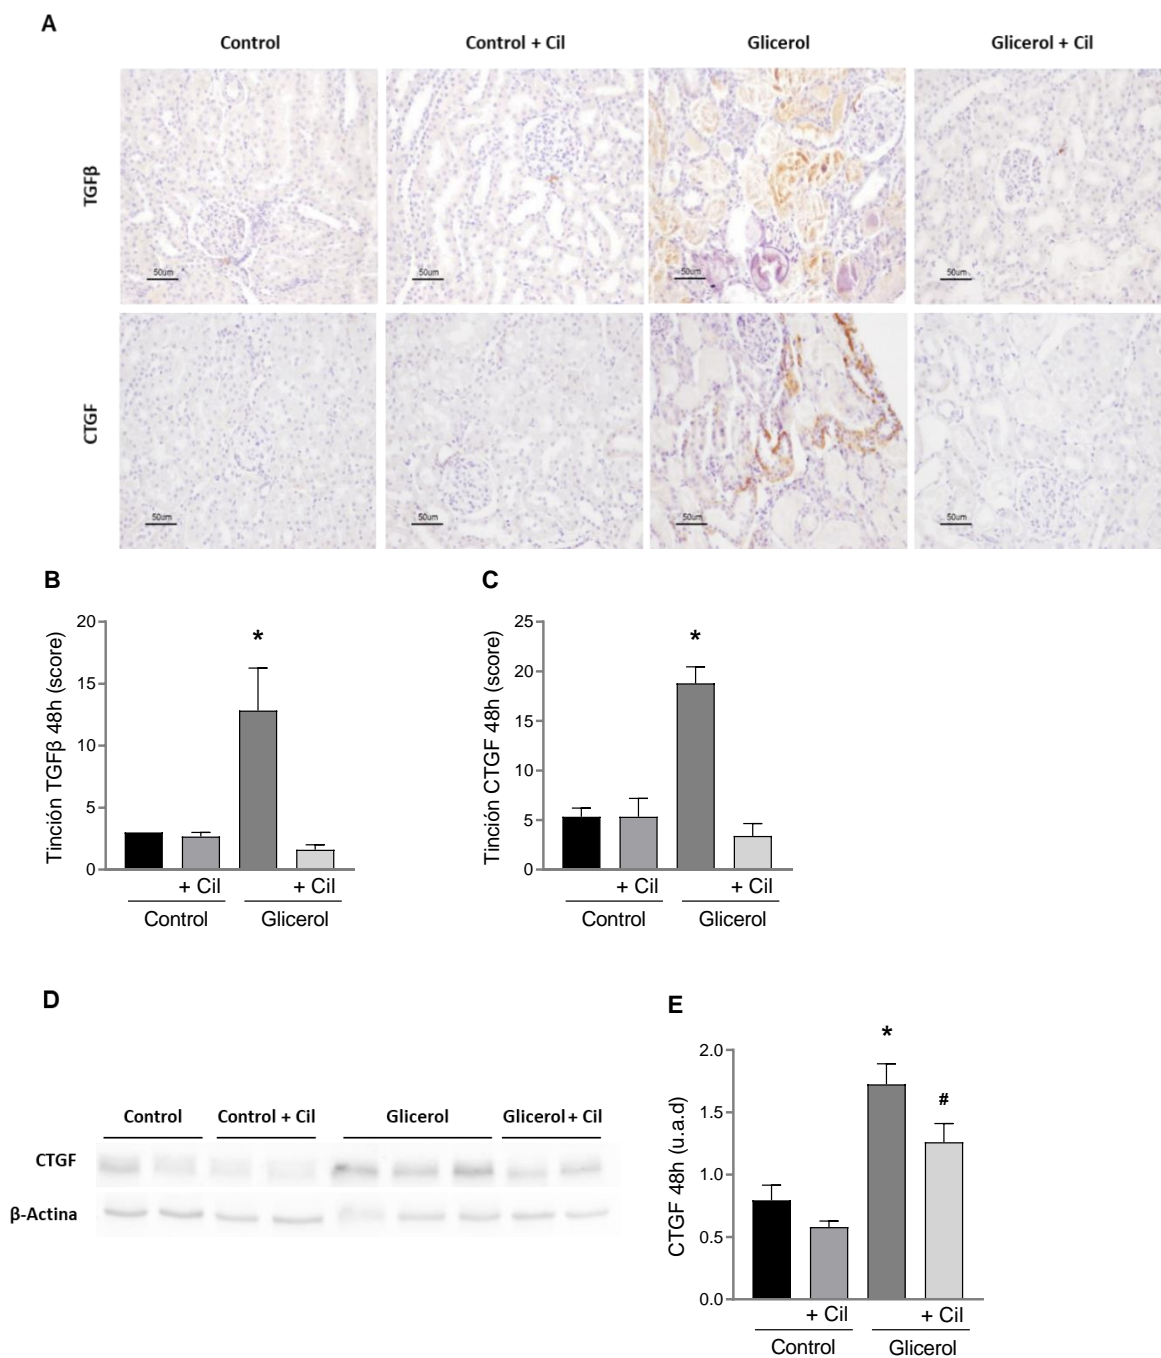 A
Control
Control + Cil
Glicerol
Glicerol + Cil
TGFβ
50um
50um
50um
50um
CTGF
50um
50um
50um
50um
B
Tinción TGFβ 48h (score)
20
15
10
5
0
*
+ Cil
+ Cil
Control
Glicerol
C
Tinción CTGF 48h (score)
25
20
15
10
5
0
*
+ Cil
+ Cil
Control
Glicerol
D
Control
Control + Cil
Glicerol
Glicerol + Cil
CTGF
β-Actina
E
CTGF 48h (u.a.d)
2.0
1.5
1.0
0.5
0.0
*
#
+ Cil
+ Cil
Control
Glicerol